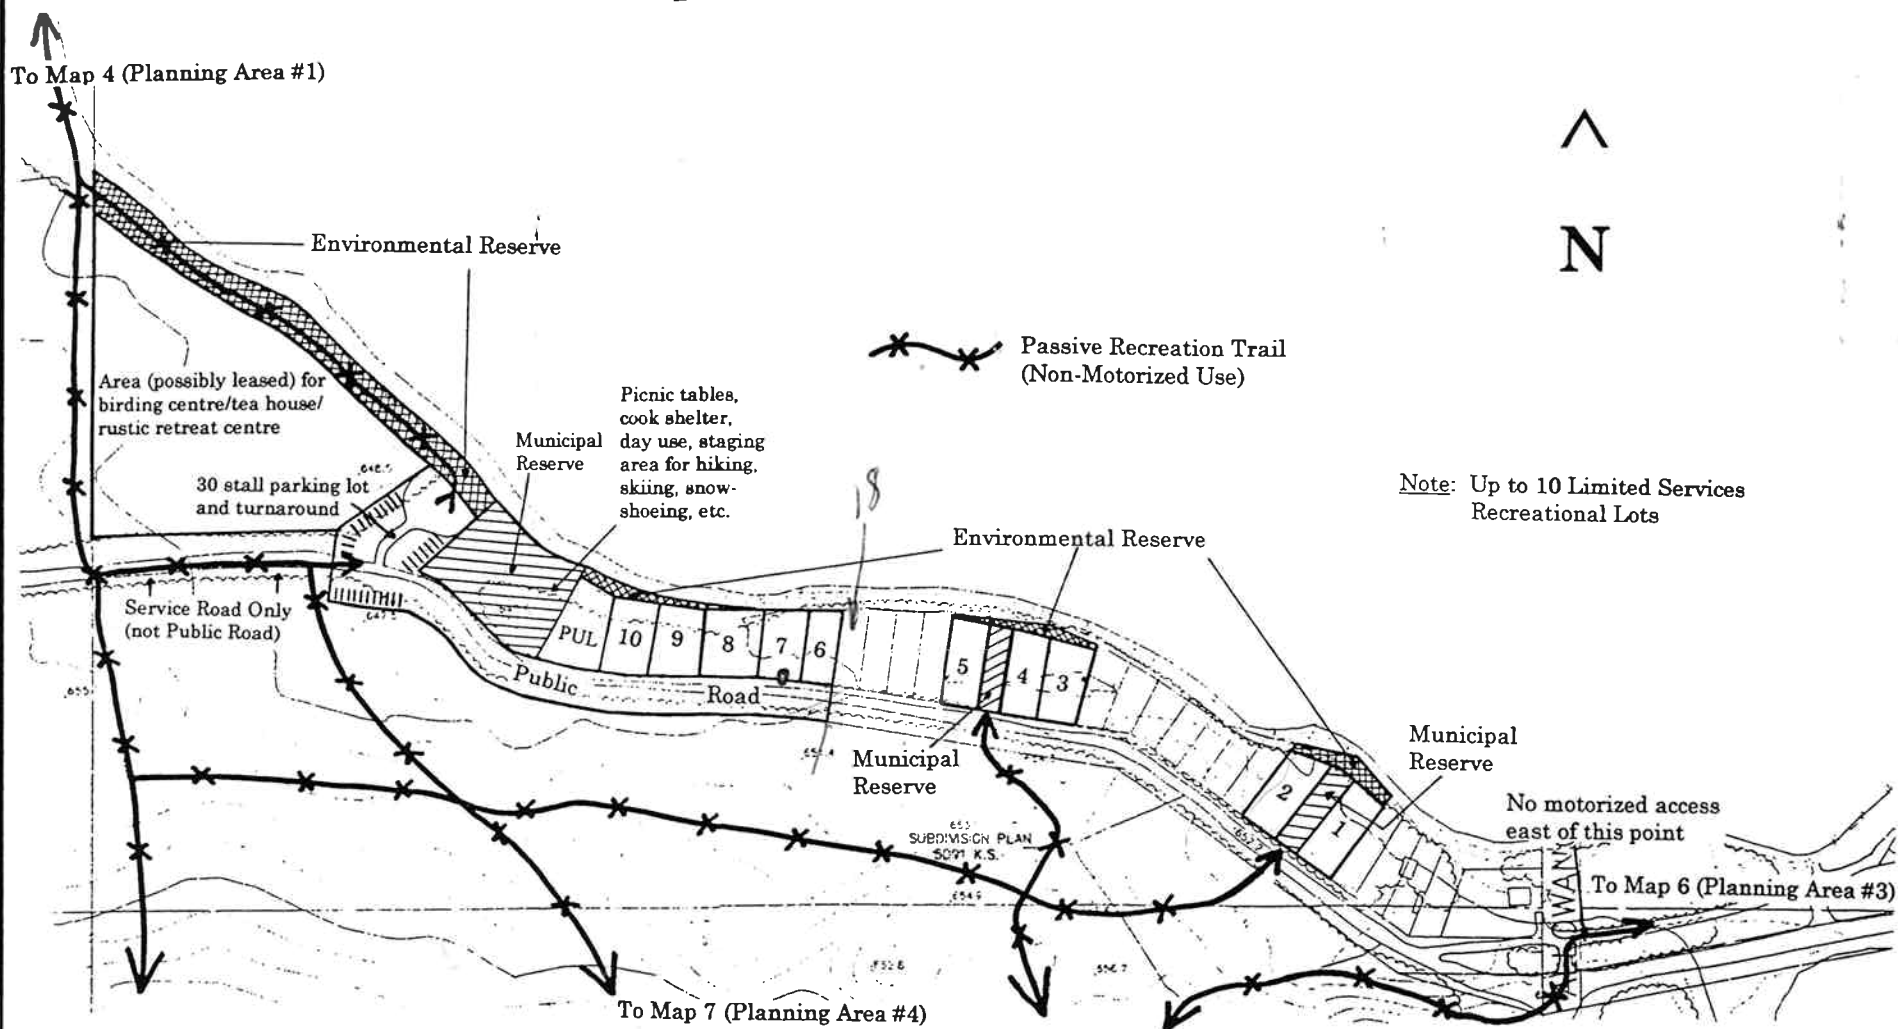 To Map 4 (Planning Area #1)
N
Environmental Reserve
Passive Recreation Trail
(Non-Motorized Use)
Area (possibly leased) for
birding centre/tea house/
rustic retreat centre
Picnic tables,
cook shelter,
day use, staging
area for hiking,
skiing, snow-
shoeing, etc.
Municipal
Reserve
30 stall parking lot
and turnaround
18
Note: Up to 10 Limited Services
Recreational Lots
Environmental Reserve
Service Road Only
(not Public Road)
PUL
10
9
8
7
6
5
4
3
2
1
Public Road
Municipal
Reserve
Municipal
Reserve
No motorized access
east of this point
SUBDIVISION PLAN
5091 K.S.
To Map 6 (Planning Area #3)
To Map 7 (Planning Area #4)